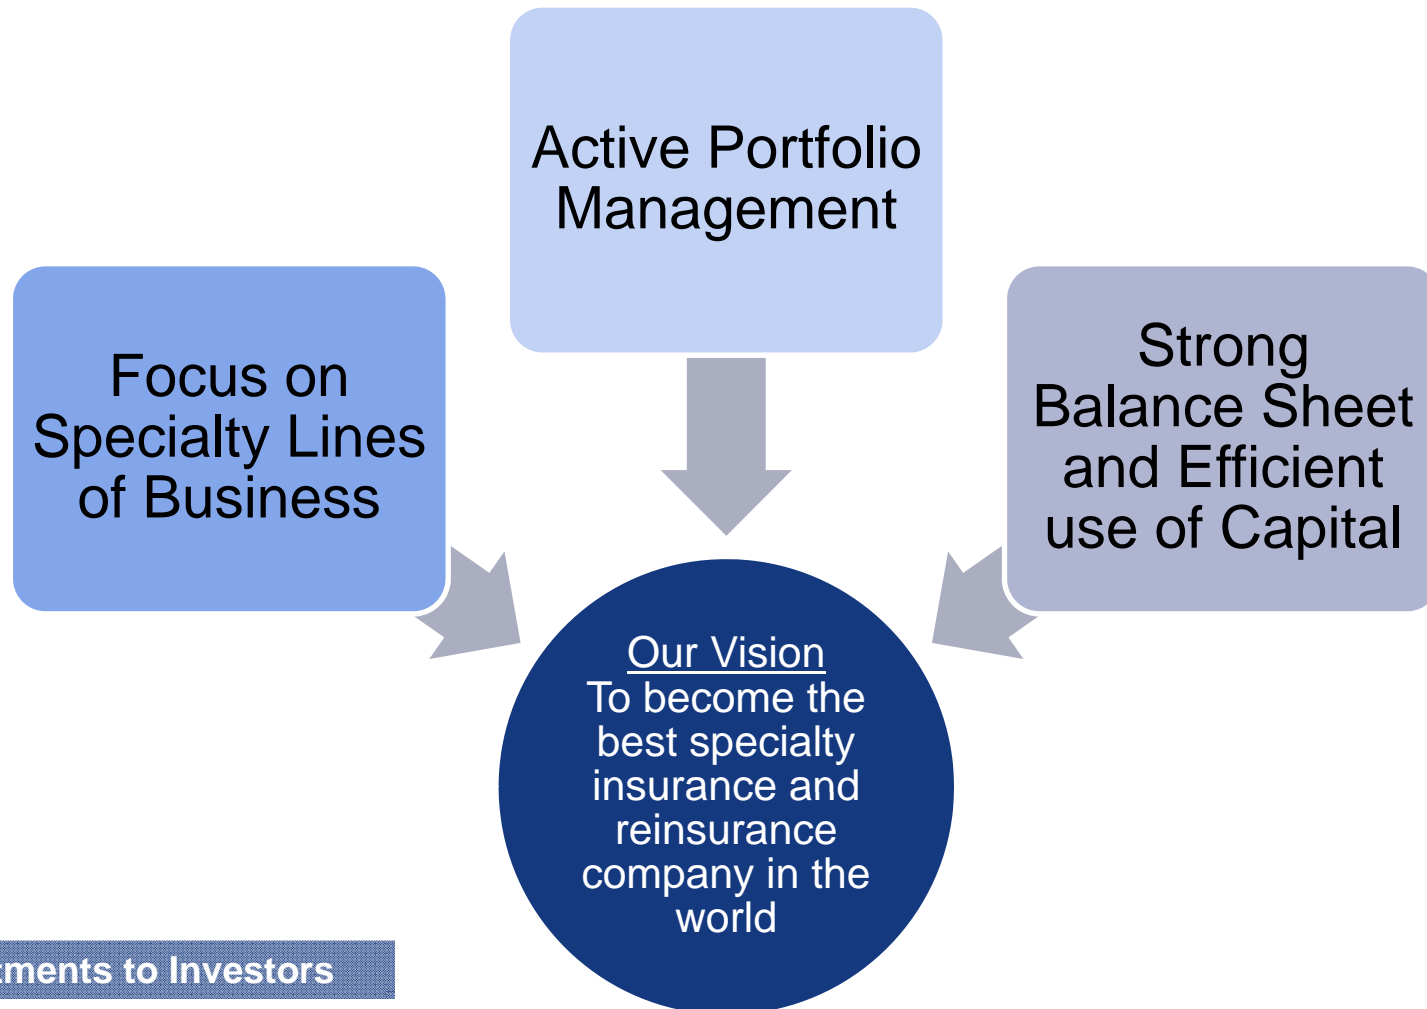 Active Portfolio
Management
Focus on
Specialty Lines
of Business
Strong
Balance Sheet
and Efficient
use of Capital
Our Vision
To become the
best specialty
insurance and
reinsurance
company in the
world
tments to Investors